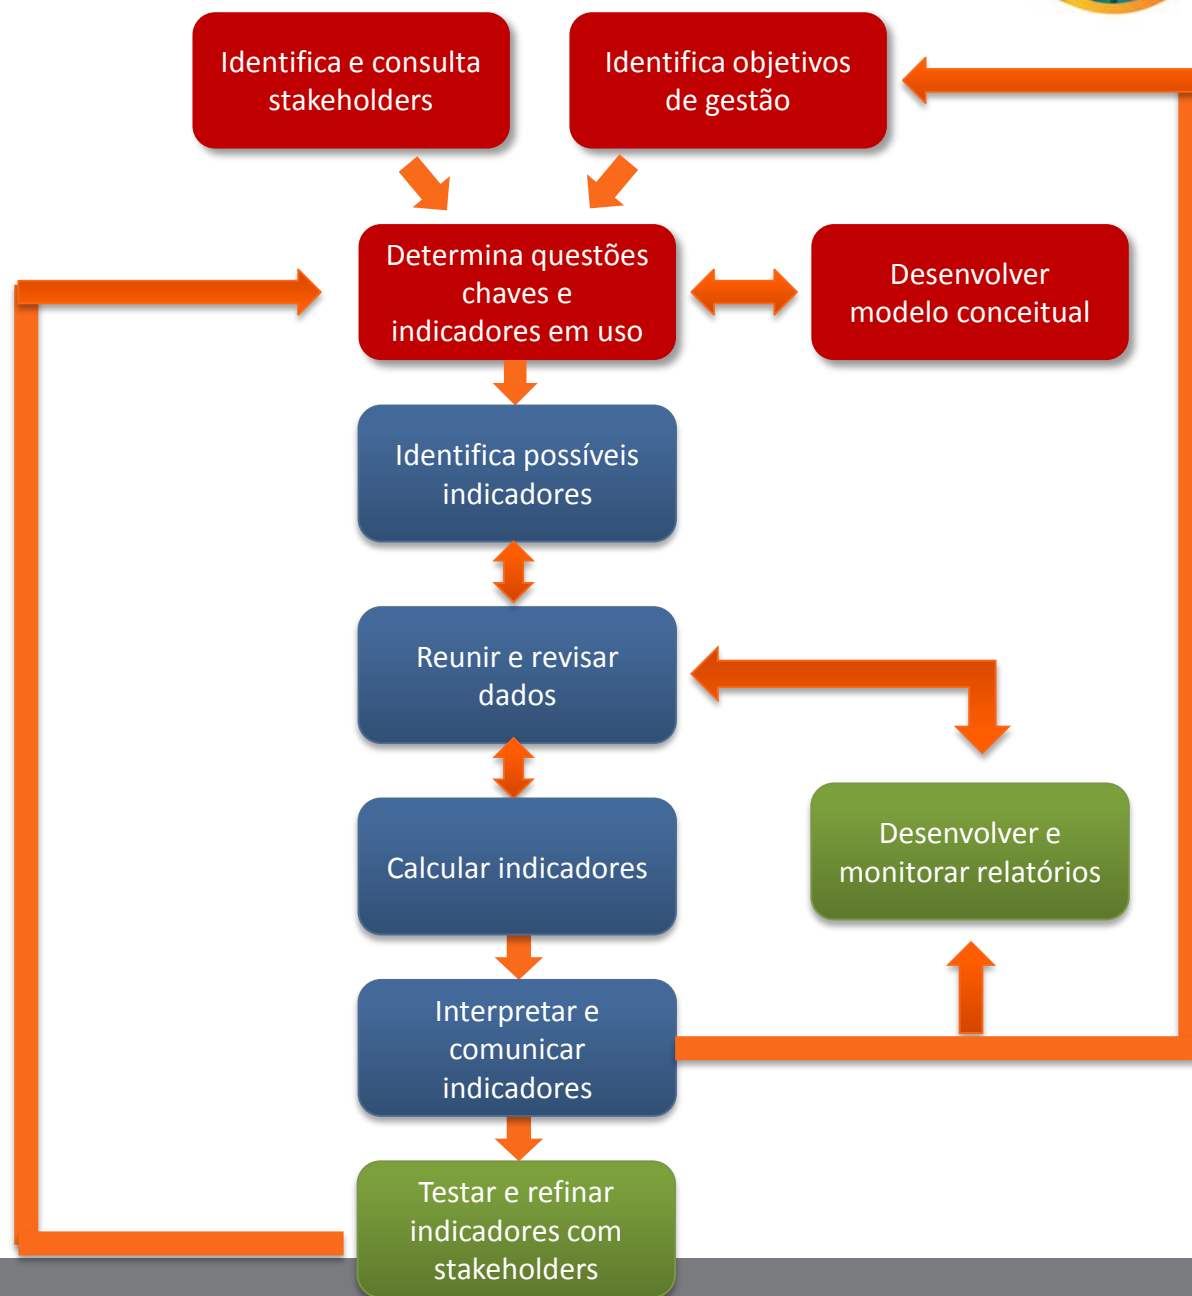 Identifica e consulta
stakeholders
Identifica objetivos
de gestão
Determina questões
chaves e
indicadores em uso
Desenvolver
modelo conceitual
Identifica possíveis
indicadores
Reunir e revisar
dados
Calcular indicadores
Desenvolver e
monitorar relatórios
Interpretar e
comunicar
indicadores
Testar e refinar
indicadores com
stakeholders